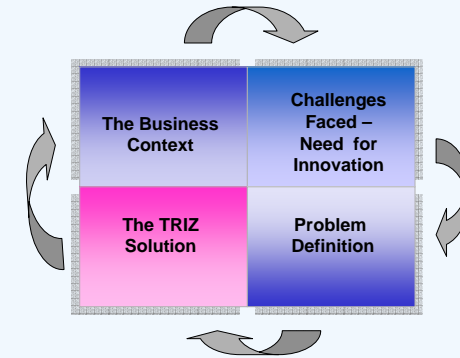 The Business
Context
Challenges
Faced –
Need for
Innovation
The TRIZ
Solution
Problem
Definition